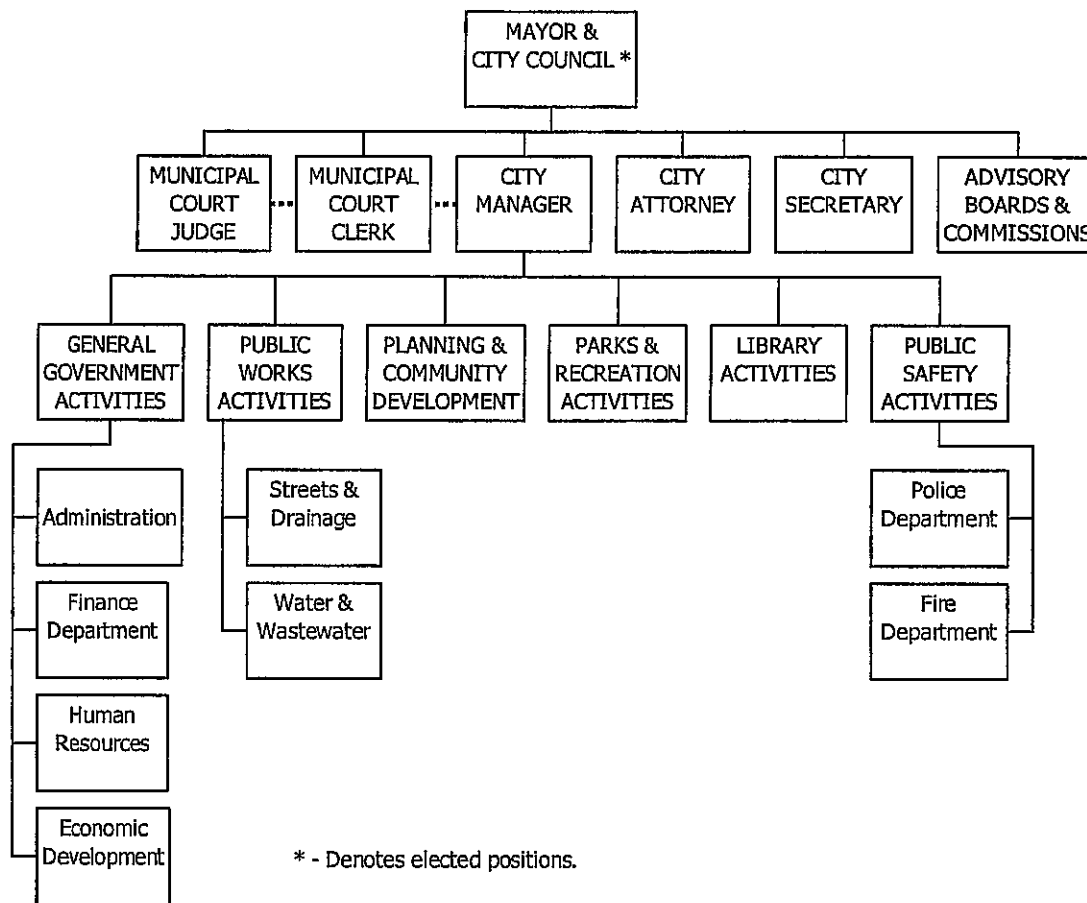 MAYOR &
CITY COUNCIL *
MUNICIPAL
COURT
JUDGE
MUNICIPAL
COURT
CLERK
CITY
MANAGER
CITY
ATTORNEY
CITY
SECRETARY
ADVISORY
BOARDS &
COMMISSIONS
GENERAL
GOVERNMENT
ACTIVITIES
PUBLIC
WORKS
ACTIVITIES
PLANNING &
COMMUNITY
DEVELOPMENT
PARKS &
RECREATION
ACTIVITIES
LIBRARY
ACTIVITIES
PUBLIC
SAFETY
ACTIVITIES
Administration
Finance
Department
Human
Resources
Economic
Development
Streets &
Drainage
Water &
Wastewater
Police
Department
Fire
Department
* - Denotes elected positions.